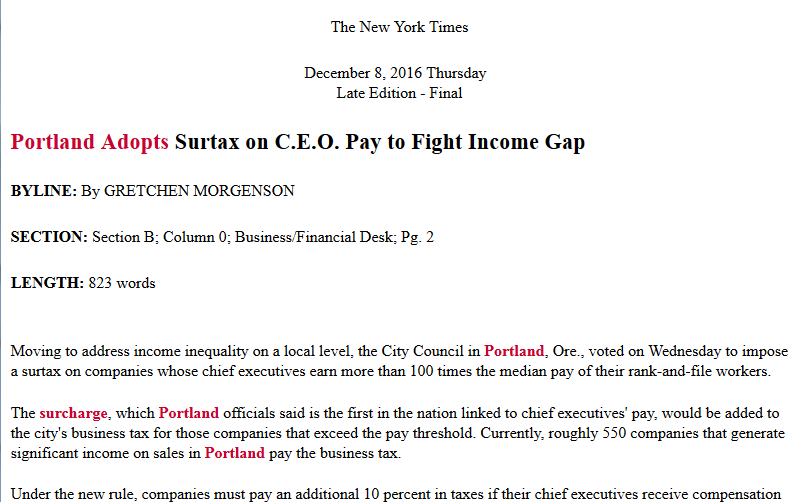 The New York Times
December 8, 2016 Thursday
Late Edition - Final
Portland Adopts Surtax on C.E.O. Pay to Fight Income Gap
BYLINE: By GRETCHEN MORGENSON
SECTION: Section B; Column 0; Business/Financial Desk; Pg. 2
LENGTH: 823 words
Moving to address income inequality on a local level, the City Council in Portland, Ore., voted on Wednesday to impose
a surtax on companies whose chief executives earn more than 100 times the median pay of their rank-and-file workers.
The surcharge, which Portland officials said is the first in the nation linked to chief executives' pay, would be added to
the city's business tax for those companies that exceed the pay threshold. Currently, roughly 550 companies that generate
significant income on sales in Portland pay the business tax.
Under the new rule, companies must pay an additional 10 percent in taxes if their chief executives receive compensation